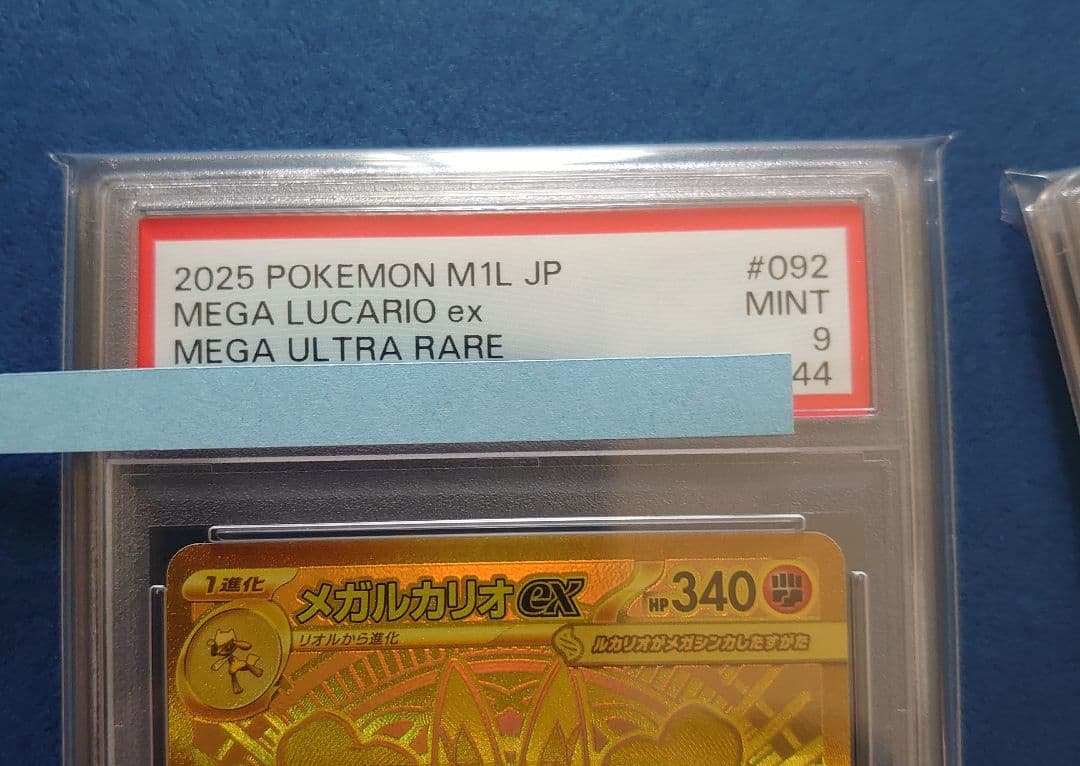 2025 POKEMON M1L JP #092
MEGA LUCARIO ex MINT
MEGA ULTRA RARE 9
44
1進化 メガルカリオex HP340
リオルから進化 ルカリオがメガシンカしたすがた